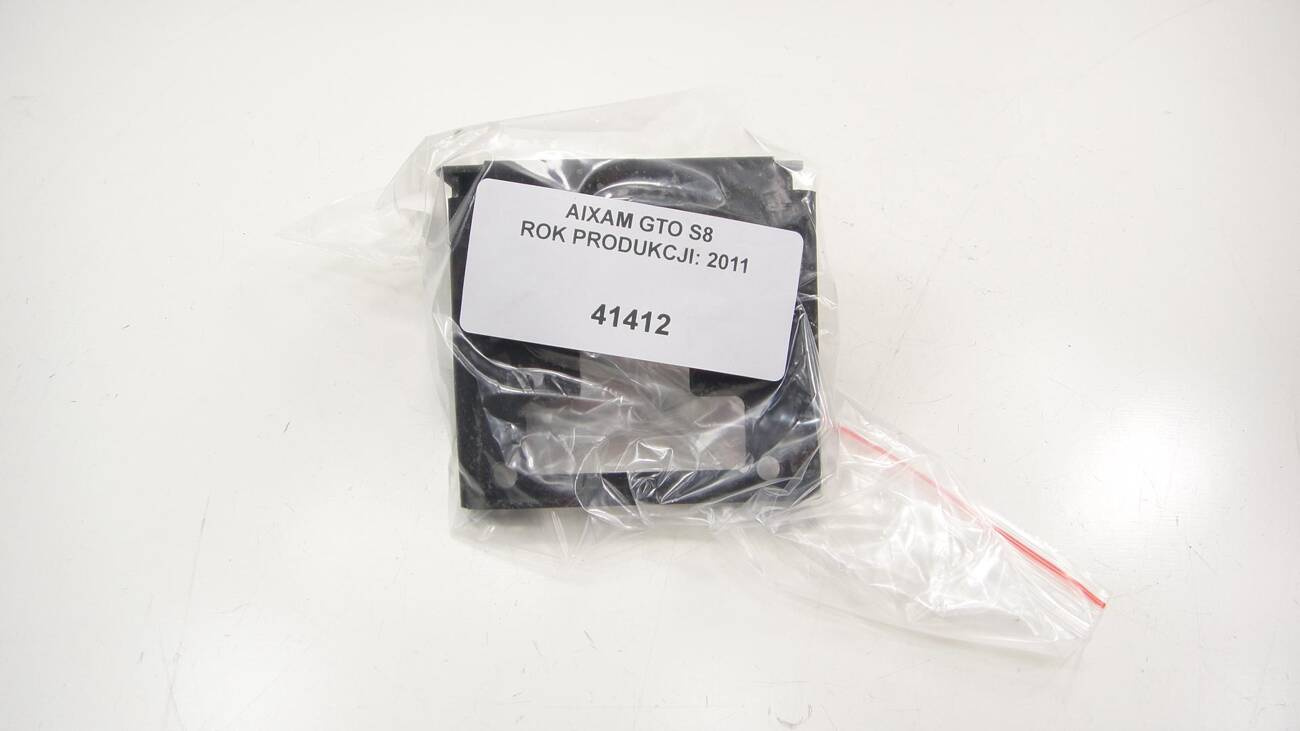 AIXAM GTO S8
ROK PRODUKCJI: 2011
41412